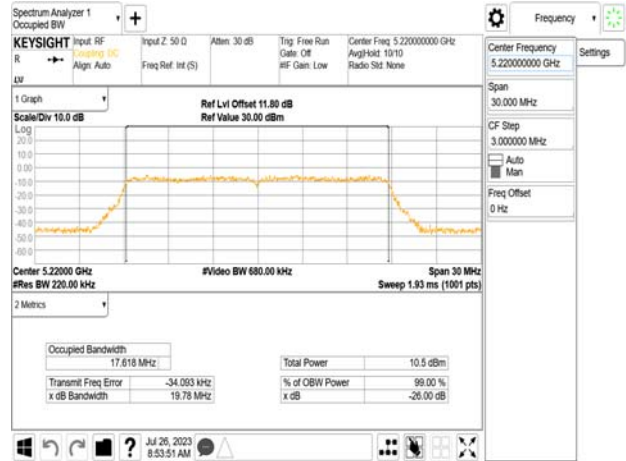 Spectrum Analyzer 1
Occupied BW
+
Frequency
KEYSIGHT
R
Input: RF
Coupling: DC
Align: Auto
Input Z: 50 Ω
Freq Ref: Int (S)
Atten: 30 dB
Trig: Free Run
Gate: Off
#IF Gain: Low
Center Freq: 5.220000000 GHz
Avg|Hold: 10/10
Radio Std: None
Center Frequency
5.220000000 GHz
Settings
Span
30.000 MHz
CF Step
3.000000 MHz
Auto
Man
Freq Offset
0 Hz
1 Graph
Scale/Div 10.0 dB
Ref Lvl Offset 11.80 dB
Ref Value 30.00 dBm
Log
20.0
10.0
0.00
-10.0
-20.0
-30.0
-40.0
-50.0
-60.0
Center 5.22000 GHz
#Res BW 220.00 kHz
#Video BW 680.00 kHz
Span 30 MHz
Sweep 1.93 ms (1001 pts)
2 Metrics
Occupied Bandwidth
17.618 MHz
Total Power 10.5 dBm
Transmit Freq Error -34.093 kHz
% of OBW Power 99.00 %
x dB Bandwidth 19.78 MHz
x dB -26.00 dB
?
Jul 26, 2023
8:53:51 AM